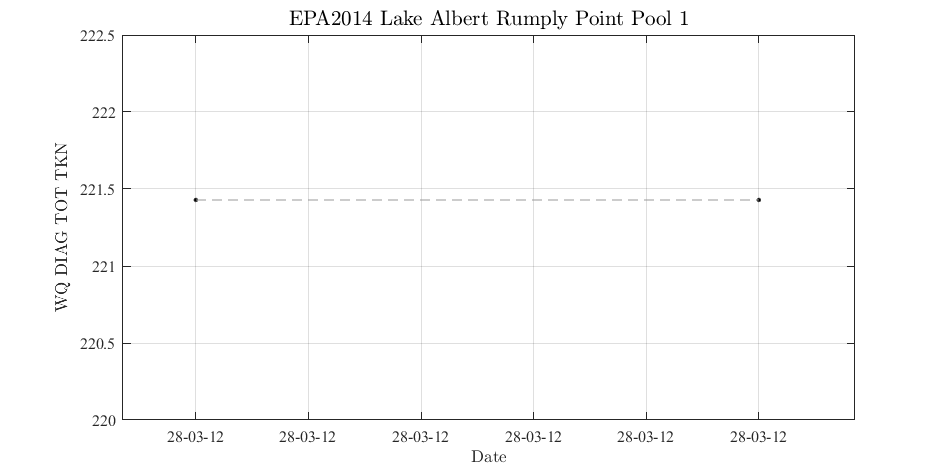 EPA2014 Lake Albert Rumply Point Pool 1
222.5
222
221.5
221
220.5
220
WQ DIAG TOT TKN
28-03-12 28-03-12 28-03-12 28-03-12 28-03-12 28-03-12
Date